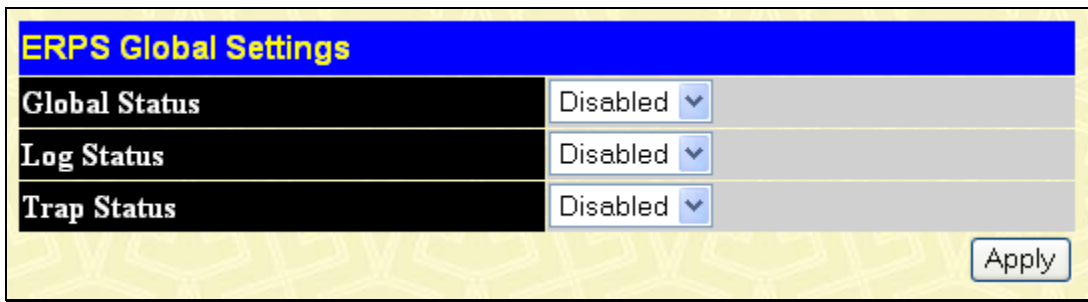 ERPS Global Settings
Global Status Disabled
Log Status Disabled
Trap Status Disabled
Apply